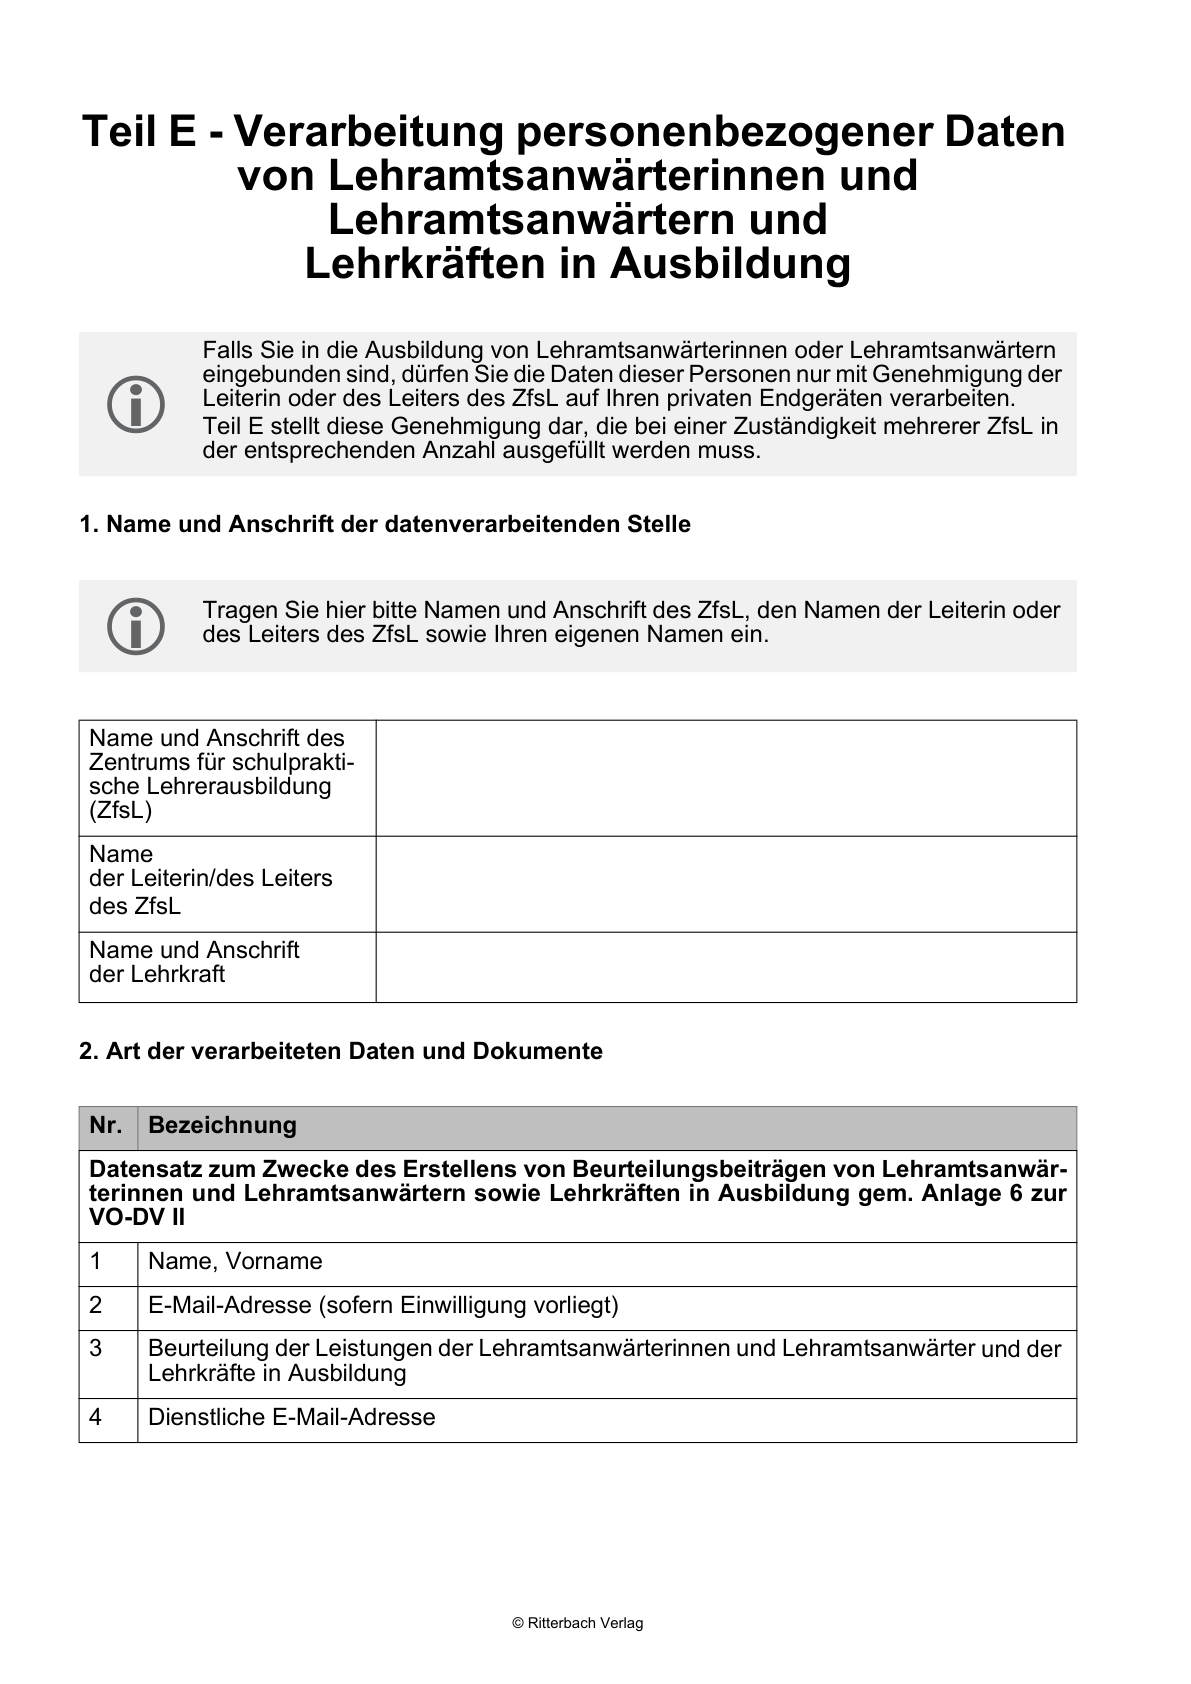 Teil E - Verarbeitung personenbezogener Daten
von Lehramtsanwärterinnen und
Lehramtsanwärtern und
Lehrkräften in Ausbildung
Falls Sie in die Ausbildung von Lehramtsanwärterinnen oder Lehramtsanwärtern
eingebunden sind, dürfen Sie die Daten dieser Personen nur mit Genehmigung der
Leiterin oder des Leiters des ZfsL auf Ihren privaten Endgeräten verarbeiten.
Teil E stellt diese Genehmigung dar, die bei einer Zuständigkeit mehrerer ZfsL in
der entsprechenden Anzahl ausgefüllt werden muss.
1. Name und Anschrift der datenverarbeitenden Stelle
Tragen Sie hier bitte Namen und Anschrift des ZfsL, den Namen der Leiterin oder
des Leiters des ZfsL sowie Ihren eigenen Namen ein.
Name und Anschrift des
Zentrums für schulprakti-
sche Lehrerausbildung
(ZfsL)
Name
der Leiterin/des Leiters
des ZfsL
Name und Anschrift
der Lehrkraft
2. Art der verarbeiteten Daten und Dokumente
Nr. Bezeichnung
Datensatz zum Zwecke des Erstellens von Beurteilungsbeiträgen von Lehramtsanwär-
terinnen und Lehramtsanwärtern sowie Lehrkräften in Ausbildung gem. Anlage 6 zur
VO-DV II
1 Name, Vorname
2 E-Mail-Adresse (sofern Einwilligung vorliegt)
3 Beurteilung der Leistungen der Lehramtsanwärterinnen und Lehramtsanwärter und der
Lehrkräfte in Ausbildung
4 Dienstliche E-Mail-Adresse
© Ritterbach Verlag